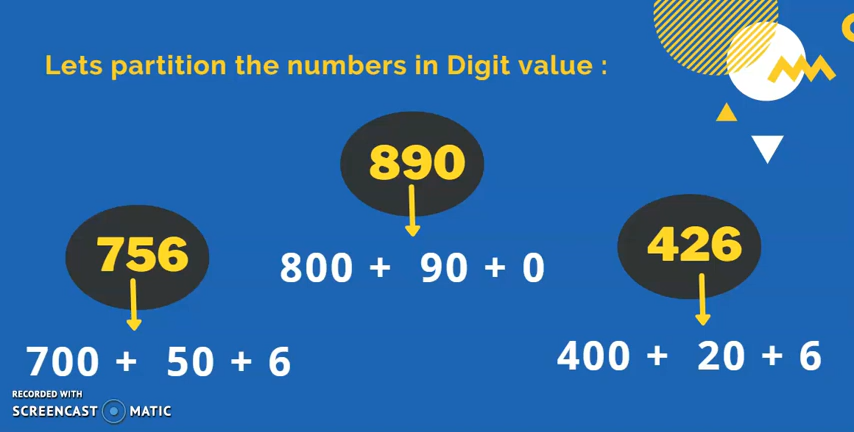 Lets partition the numbers in Digit value :
890
800 + 90 + 0
756
700 + 50 + 6
426
400 + 20 + 6
RECORDED WITH
SCREENCAST MATIC